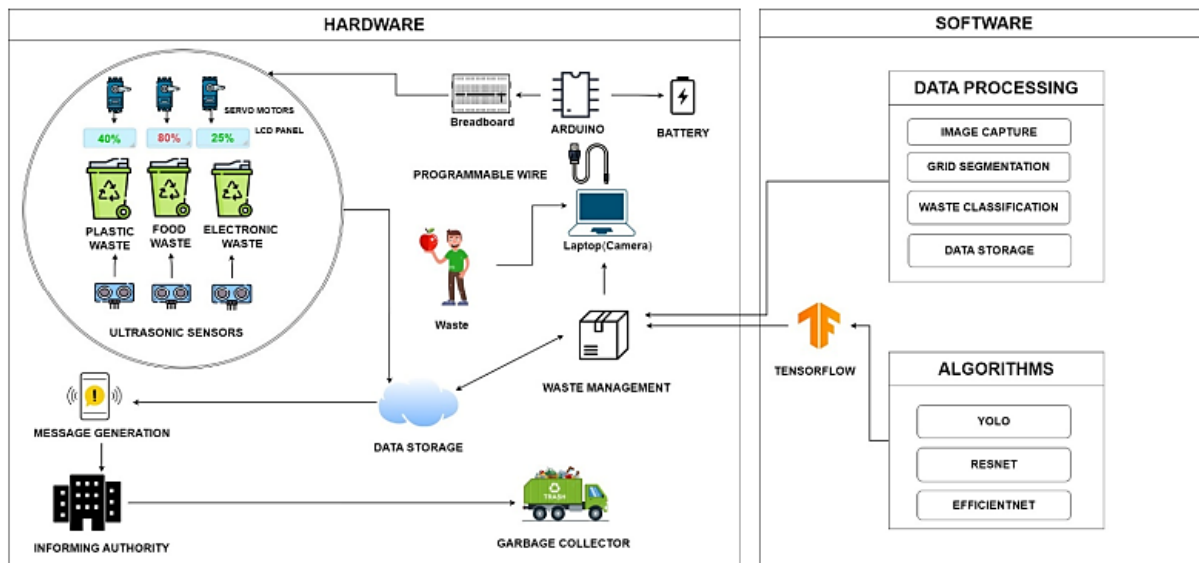 HARDWARE
SERVO MOTORS
LCD PANEL
40%
80%
25%
PLASTIC
WASTE
FOOD
WASTE
ELECTRONIC
WASTE
ULTRASONIC SENSORS
Breadboard
ARDUINO
BATTERY
PROGRAMMABLE WIRE
Laptop(Camera)
Waste
WASTE MANAGEMENT
DATA STORAGE
MESSAGE GENERATION
INFORMING AUTHORITY
TRASH
GARBAGE COLLECTOR
SOFTWARE
DATA PROCESSING
IMAGE CAPTURE
GRID SEGMENTATION
WASTE CLASSIFICATION
DATA STORAGE
TENSORFLOW
ALGORITHMS
YOLO
RESNET
EFFICIENTNET